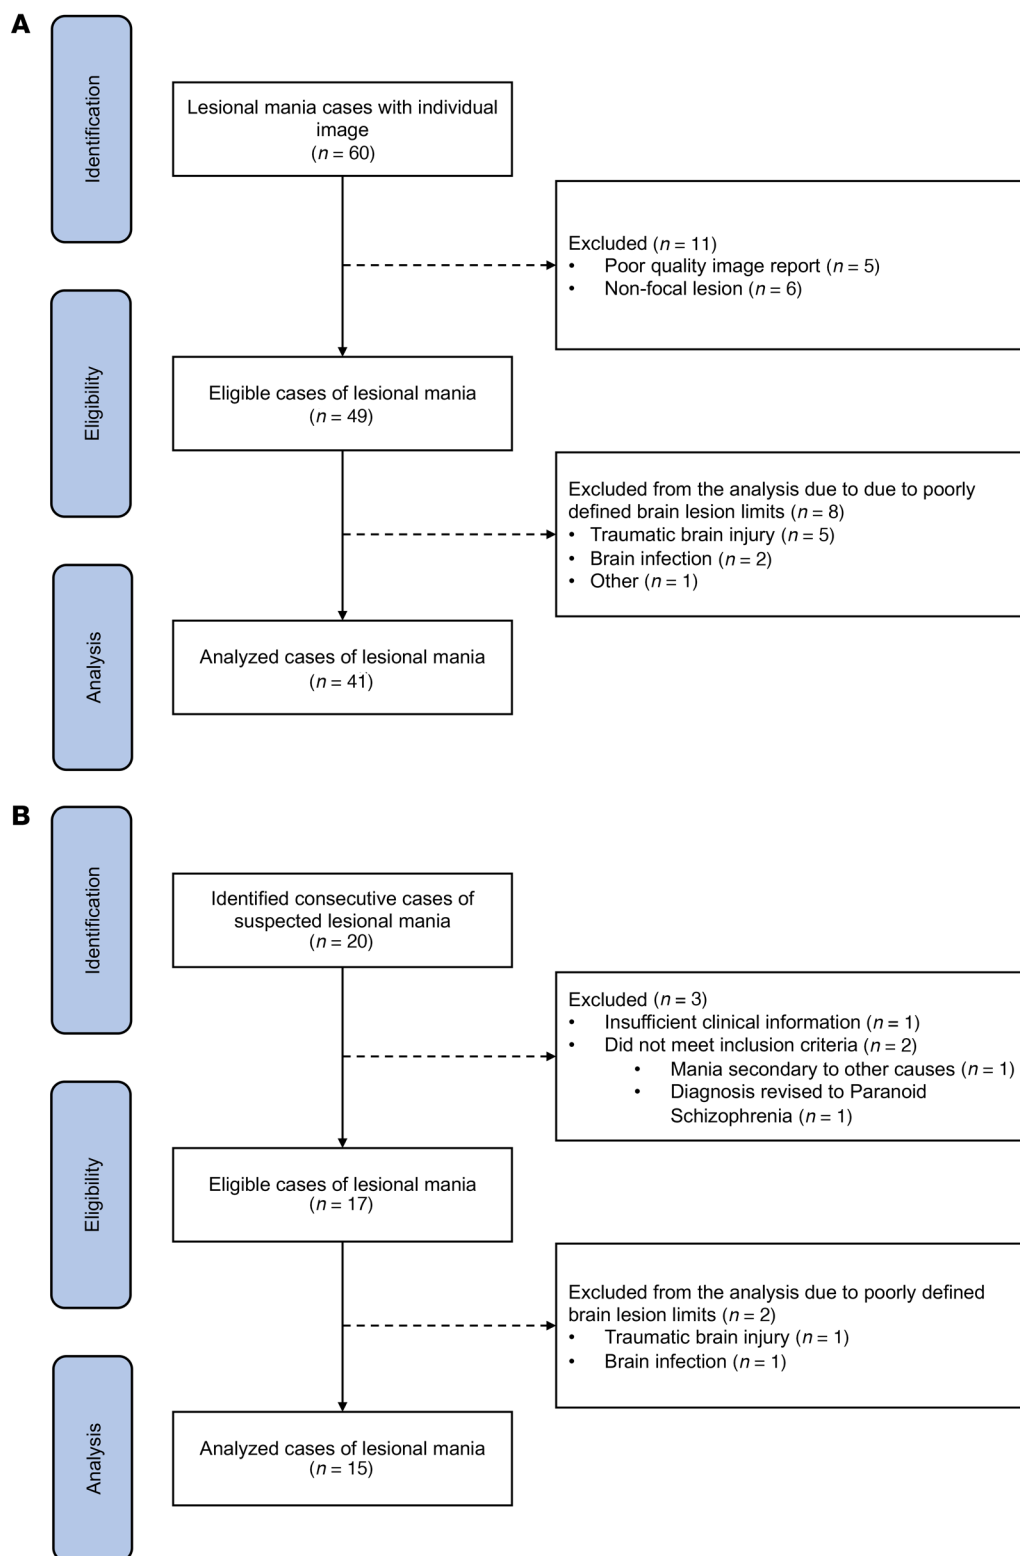 A
Identification
Lesional mania cases with individual
image
(n = 60)
Excluded (n = 11)
• Poor quality image report (n = 5)
• Non-focal lesion (n = 6)
Eligibility
Eligible cases of lesional mania
(n = 49)
Excluded from the analysis due to due to poorly
defined brain lesion limits (n = 8)
• Traumatic brain injury (n = 5)
• Brain infection (n = 2)
• Other (n = 1)
Analysis
Analyzed cases of lesional mania
(n = 41)
B
Identification
Identified consecutive cases of
suspected lesional mania
(n = 20)
Excluded (n = 3)
• Insufficient clinical information (n = 1)
• Did not meet inclusion criteria (n = 2)
• Mania secondary to other causes (n = 1)
• Diagnosis revised to Paranoid
Schizophrenia (n = 1)
Eligibility
Eligible cases of lesional mania
(n = 17)
Excluded from the analysis due to poorly defined
brain lesion limits (n = 2)
• Traumatic brain injury (n = 1)
• Brain infection (n = 1)
Analysis
Analyzed cases of lesional mania
(n = 15)